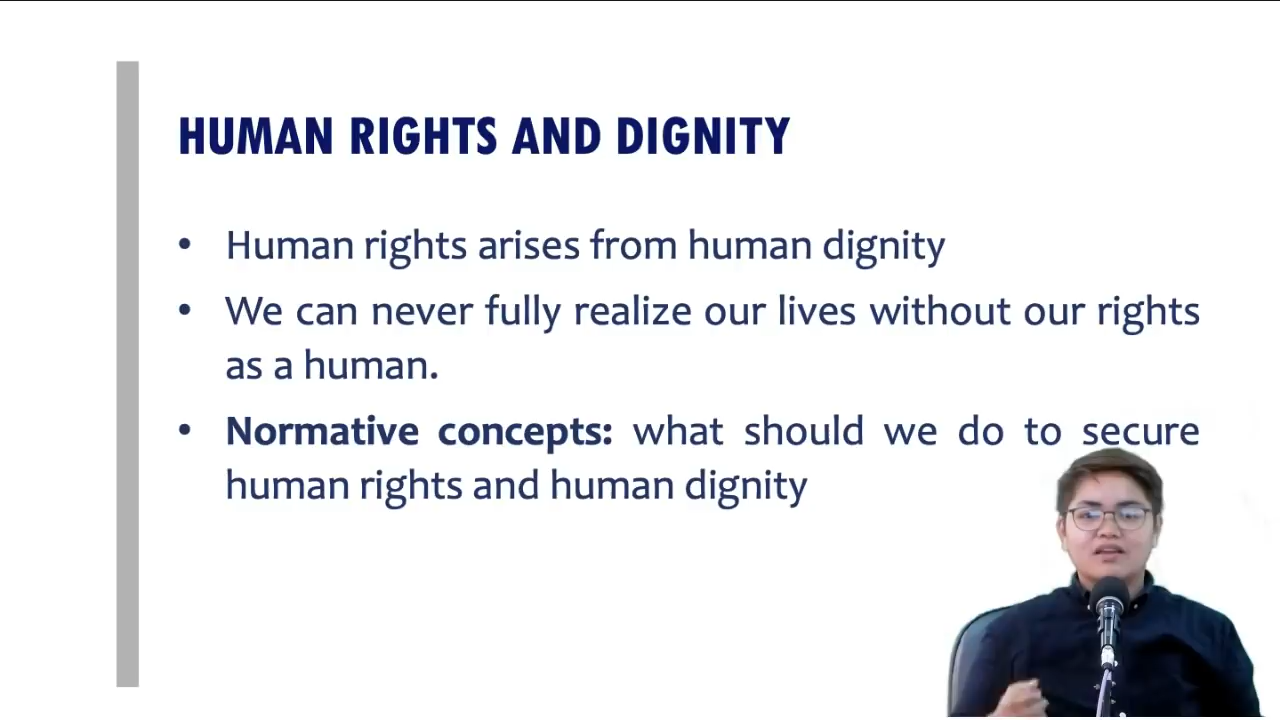 HUMAN RIGHTS AND DIGNITY
• Human rights arises from human dignity
• We can never fully realize our lives without our rights
as a human.
• Normative concepts: what should we do to secure
human rights and human dignity